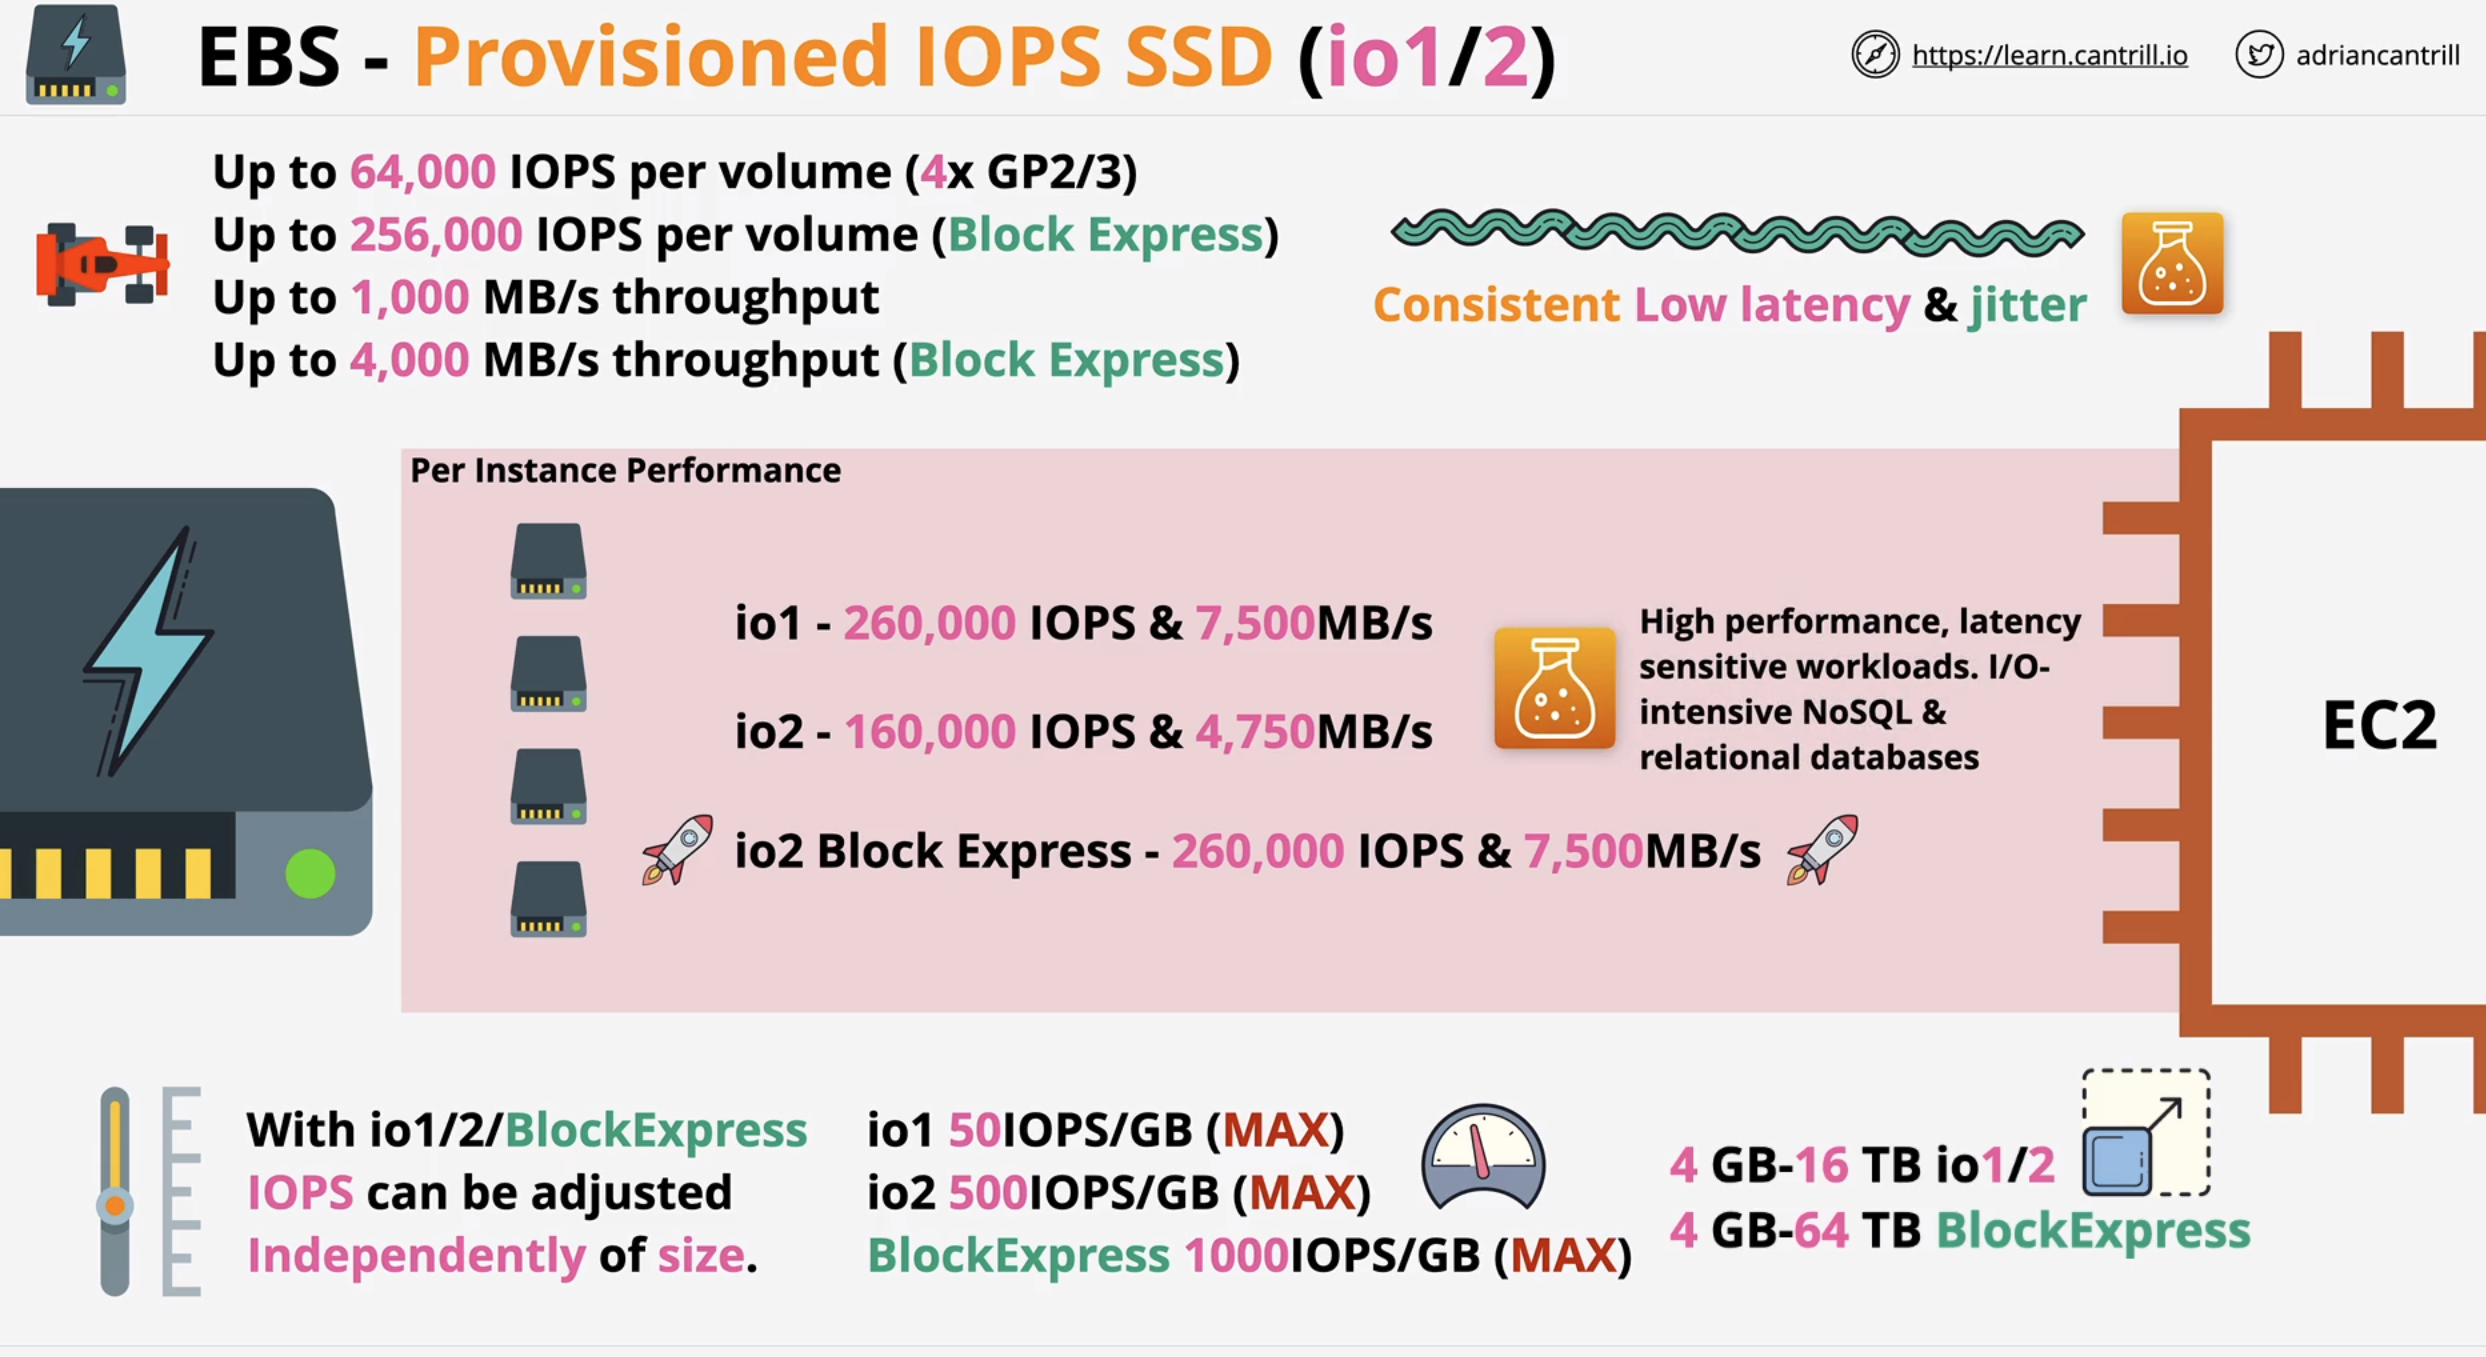 EBS - Provisioned IOPS SSD (io1/2)
https://learn.cantrill.io
adriancantrill
Up to 64,000 IOPS per volume (4x GP2/3)
Up to 256,000 IOPS per volume (Block Express)
Up to 1,000 MB/s throughput
Up to 4,000 MB/s throughput (Block Express)
Consistent Low latency & jitter
Per Instance Performance
io1 - 260,000 IOPS & 7,500MB/s
io2 - 160,000 IOPS & 4,750MB/s
io2 Block Express - 260,000 IOPS & 7,500MB/s
High performance, latency
sensitive workloads. I/O-
intensive NoSQL &
relational databases
EC2
With io1/2/BlockExpress
IOPS can be adjusted
Independently of size.
io1 50IOPS/GB (MAX)
io2 500IOPS/GB (MAX)
BlockExpress 1000IOPS/GB (MAX)
4 GB-16 TB io1/2
4 GB-64 TB BlockExpress